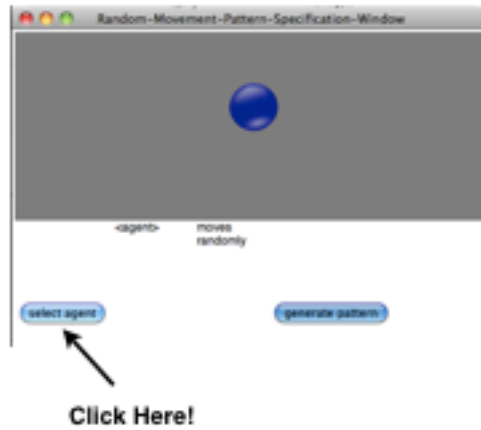 Random-Movement-Pattern-Specification-Window
<agent> moves
randomly
select agent generate pattern
Click Here!